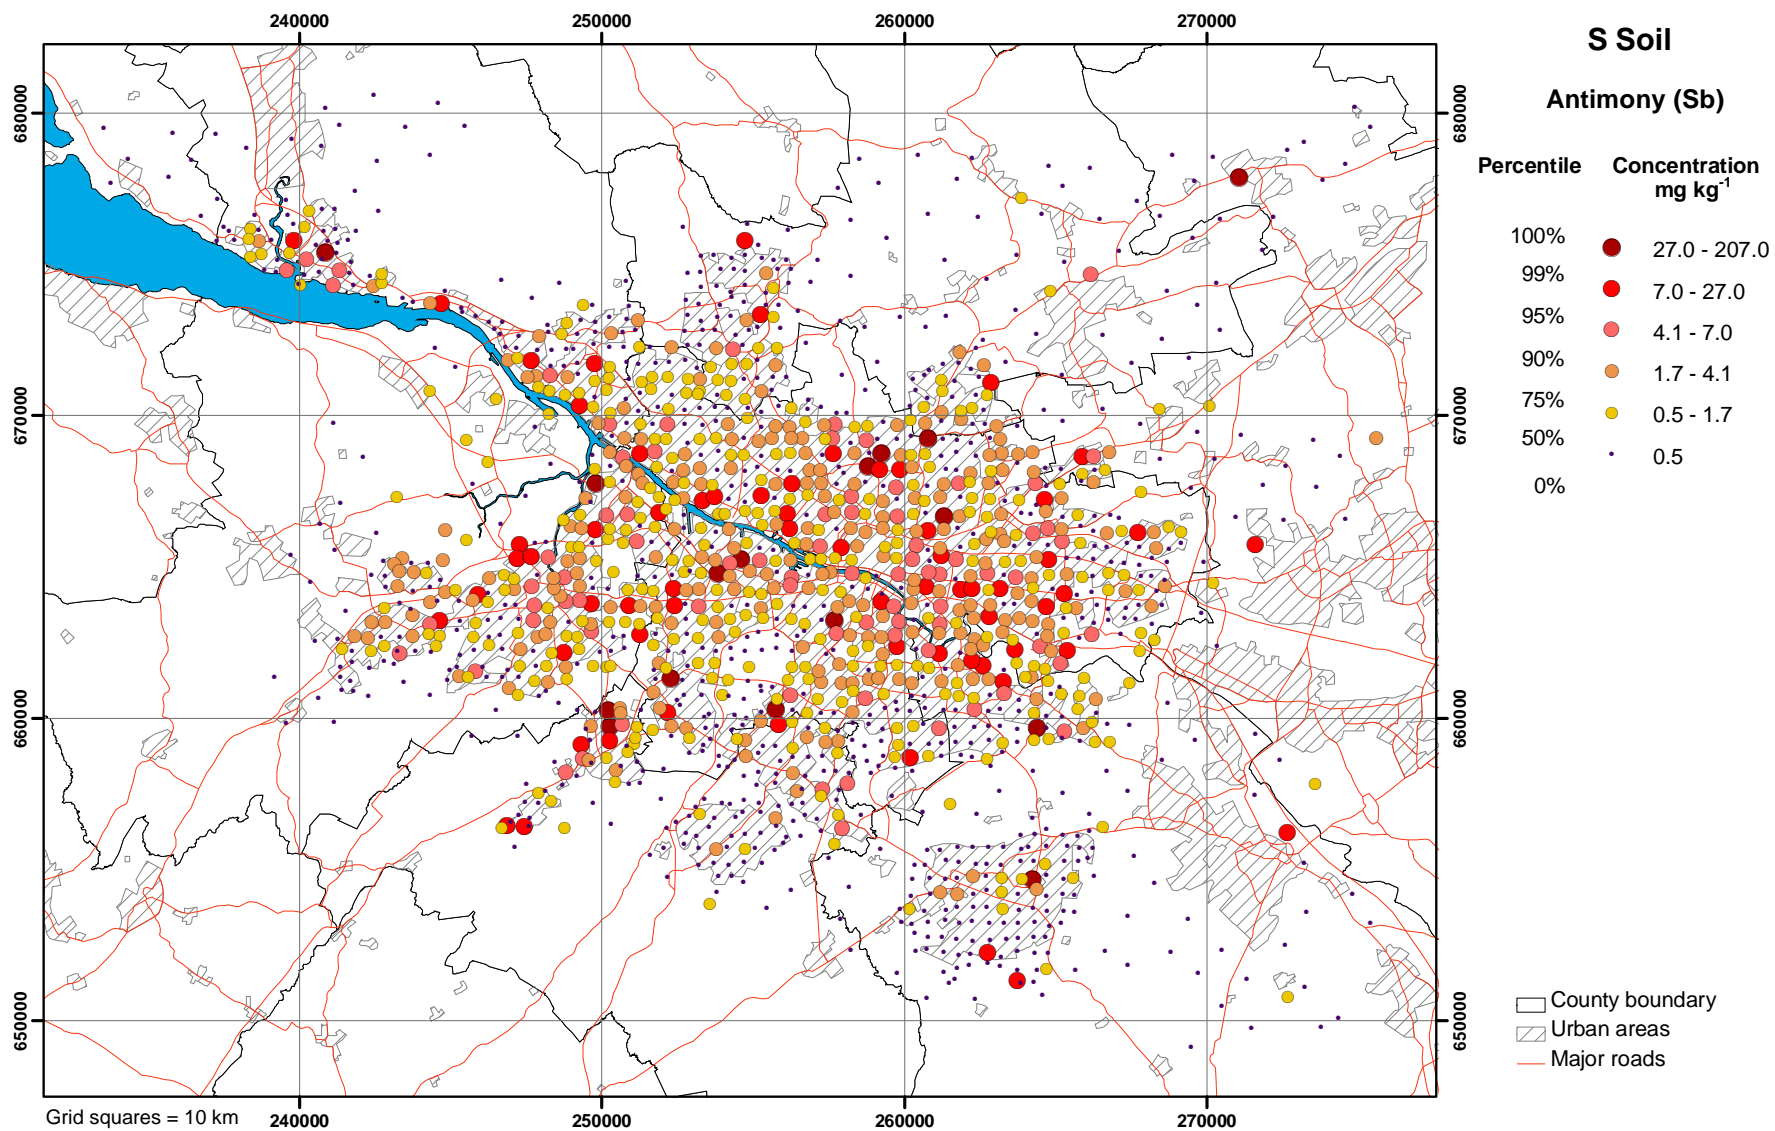 240000 250000 260000 270000
S Soil
Antimony (Sb)
Percentile Concentration
mg kg-1
100%
27.0 - 207.0
99%
7.0 - 27.0
95%
4.1 - 7.0
90%
1.7 - 4.1
75%
0.5 - 1.7
50%
0.5
0%
680000 680000
670000 670000
660000 660000
650000 650000
County boundary
Urban areas
Major roads
Grid squares = 10 km
240000 250000 260000 270000